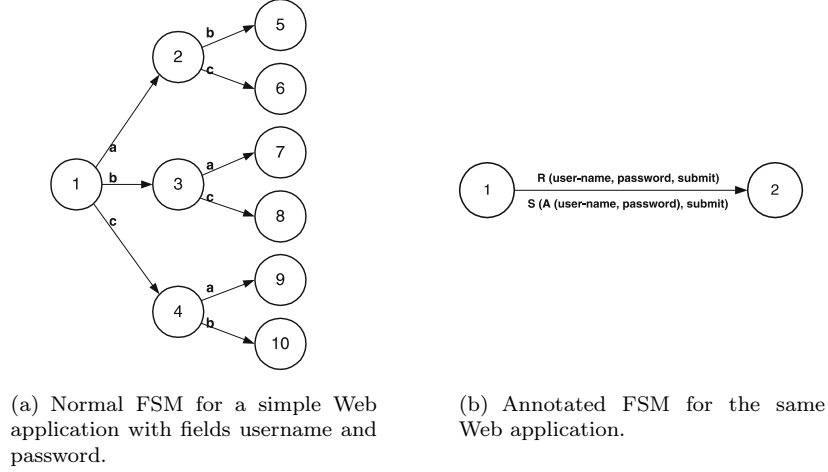 5
b
2
c
6
a
7
a
1
b
3
c
8
c
9
a
4
b
10
R (user-name, password, submit)
1
2
S (A (user-name, password), submit)
(a) Normal FSM for a simple Web
application with fields username and
password.
(b) Annotated FSM for the same
Web application.